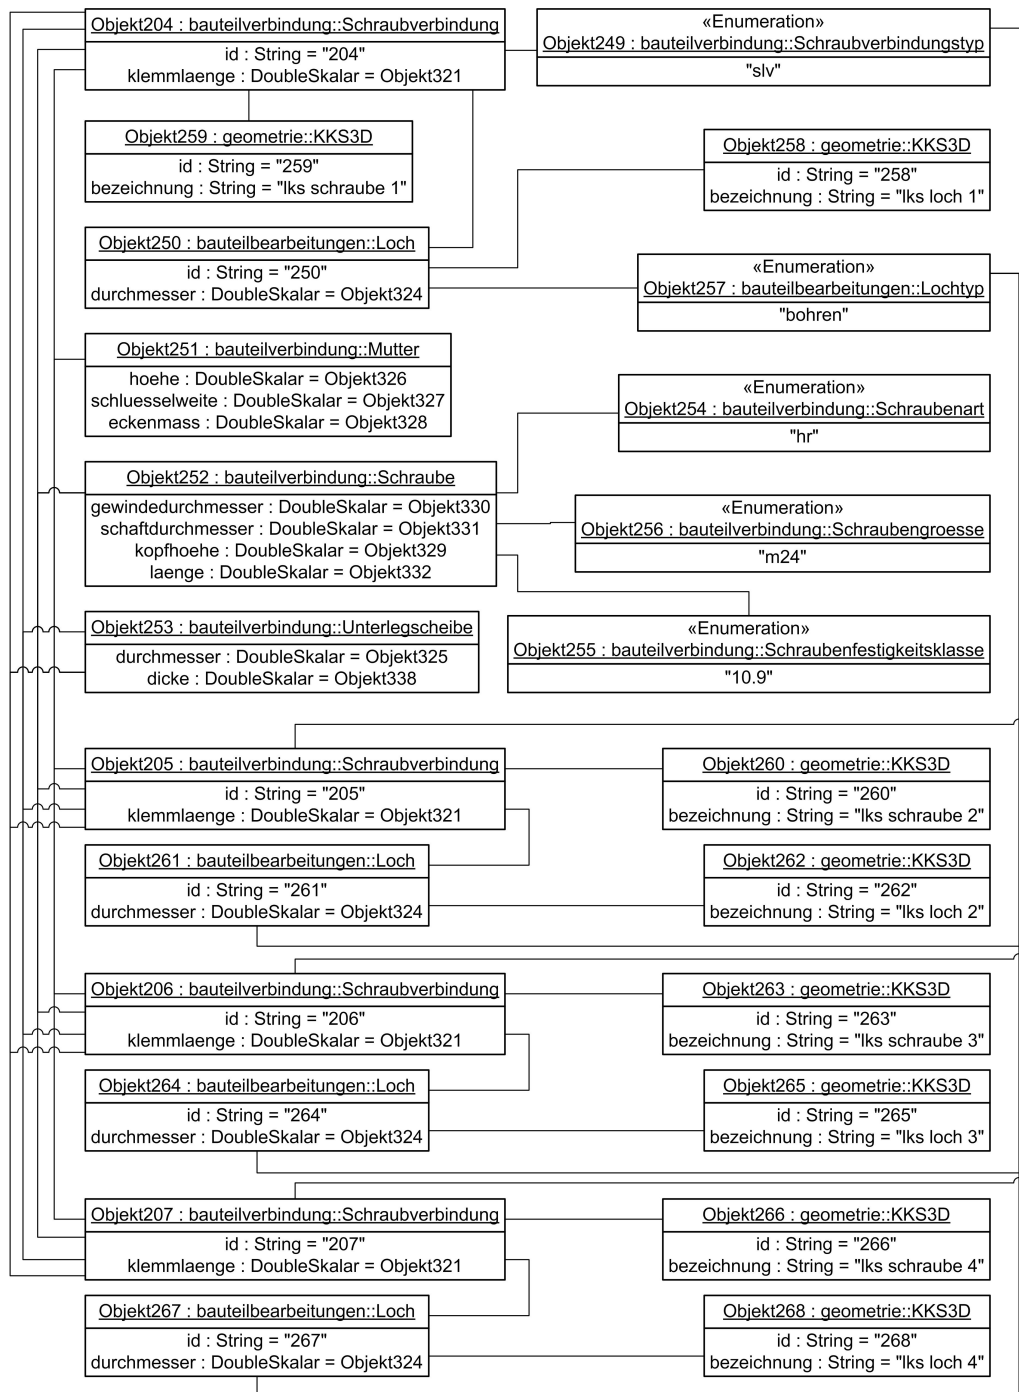 Objekt204 : bauteilverbindung::Schraubverbindung
id : String = "204"
klemmlaenge : DoubleSkalar = Objekt321
«Enumeration»
Objekt249 : bauteilverbindung::Schraubverbindungstyp
"slv"
Objekt259 : geometrie::KKS3D
id : String = "259"
bezeichnung : String = "lks schraube 1"
Objekt258 : geometrie::KKS3D
id : String = "258"
bezeichnung : String = "lks loch 1"
Objekt250 : bauteilbearbeitungen::Loch
id : String = "250"
durchmesser : DoubleSkalar = Objekt324
«Enumeration»
Objekt257 : bauteilbearbeitungen::Lochtyp
"bohren"
Objekt251 : bauteilverbindung::Mutter
hoehe : DoubleSkalar = Objekt326
schluesselweite : DoubleSkalar = Objekt327
eckenmass : DoubleSkalar = Objekt328
«Enumeration»
Objekt254 : bauteilverbindung::Schraubenart
"hr"
Objekt252 : bauteilverbindung::Schraube
gewindedurchmesser : DoubleSkalar = Objekt330
schaftdurchmesser : DoubleSkalar = Objekt331
kopfhoehe : DoubleSkalar = Objekt329
laenge : DoubleSkalar = Objekt332
«Enumeration»
Objekt256 : bauteilverbindung::Schraubengroesse
"m24"
Objekt253 : bauteilverbindung::Unterlegscheibe
durchmesser : DoubleSkalar = Objekt325
dicke : DoubleSkalar = Objekt338
«Enumeration»
Objekt255 : bauteilverbindung::Schraubenfestigkeitsklasse
"10.9"
Objekt205 : bauteilverbindung::Schraubverbindung
id : String = "205"
klemmlaenge : DoubleSkalar = Objekt321
Objekt260 : geometrie::KKS3D
id : String = "260"
bezeichnung : String = "lks schraube 2"
Objekt261 : bauteilbearbeitungen::Loch
id : String = "261"
durchmesser : DoubleSkalar = Objekt324
Objekt262 : geometrie::KKS3D
id : String = "262"
bezeichnung : String = "lks loch 2"
Objekt206 : bauteilverbindung::Schraubverbindung
id : String = "206"
klemmlaenge : DoubleSkalar = Objekt321
Objekt263 : geometrie::KKS3D
id : String = "263"
bezeichnung : String = "lks schraube 3"
Objekt264 : bauteilbearbeitungen::Loch
id : String = "264"
durchmesser : DoubleSkalar = Objekt324
Objekt265 : geometrie::KKS3D
id : String = "265"
bezeichnung : String = "lks loch 3"
Objekt207 : bauteilverbindung::Schraubverbindung
id : String = "207"
klemmlaenge : DoubleSkalar = Objekt321
Objekt266 : geometrie::KKS3D
id : String = "266"
bezeichnung : String = "lks schraube 4"
Objekt267 : bauteilbearbeitungen::Loch
id : String = "267"
durchmesser : DoubleSkalar = Objekt324
Objekt268 : geometrie::KKS3D
id : String = "268"
bezeichnung : String = "lks loch 4"